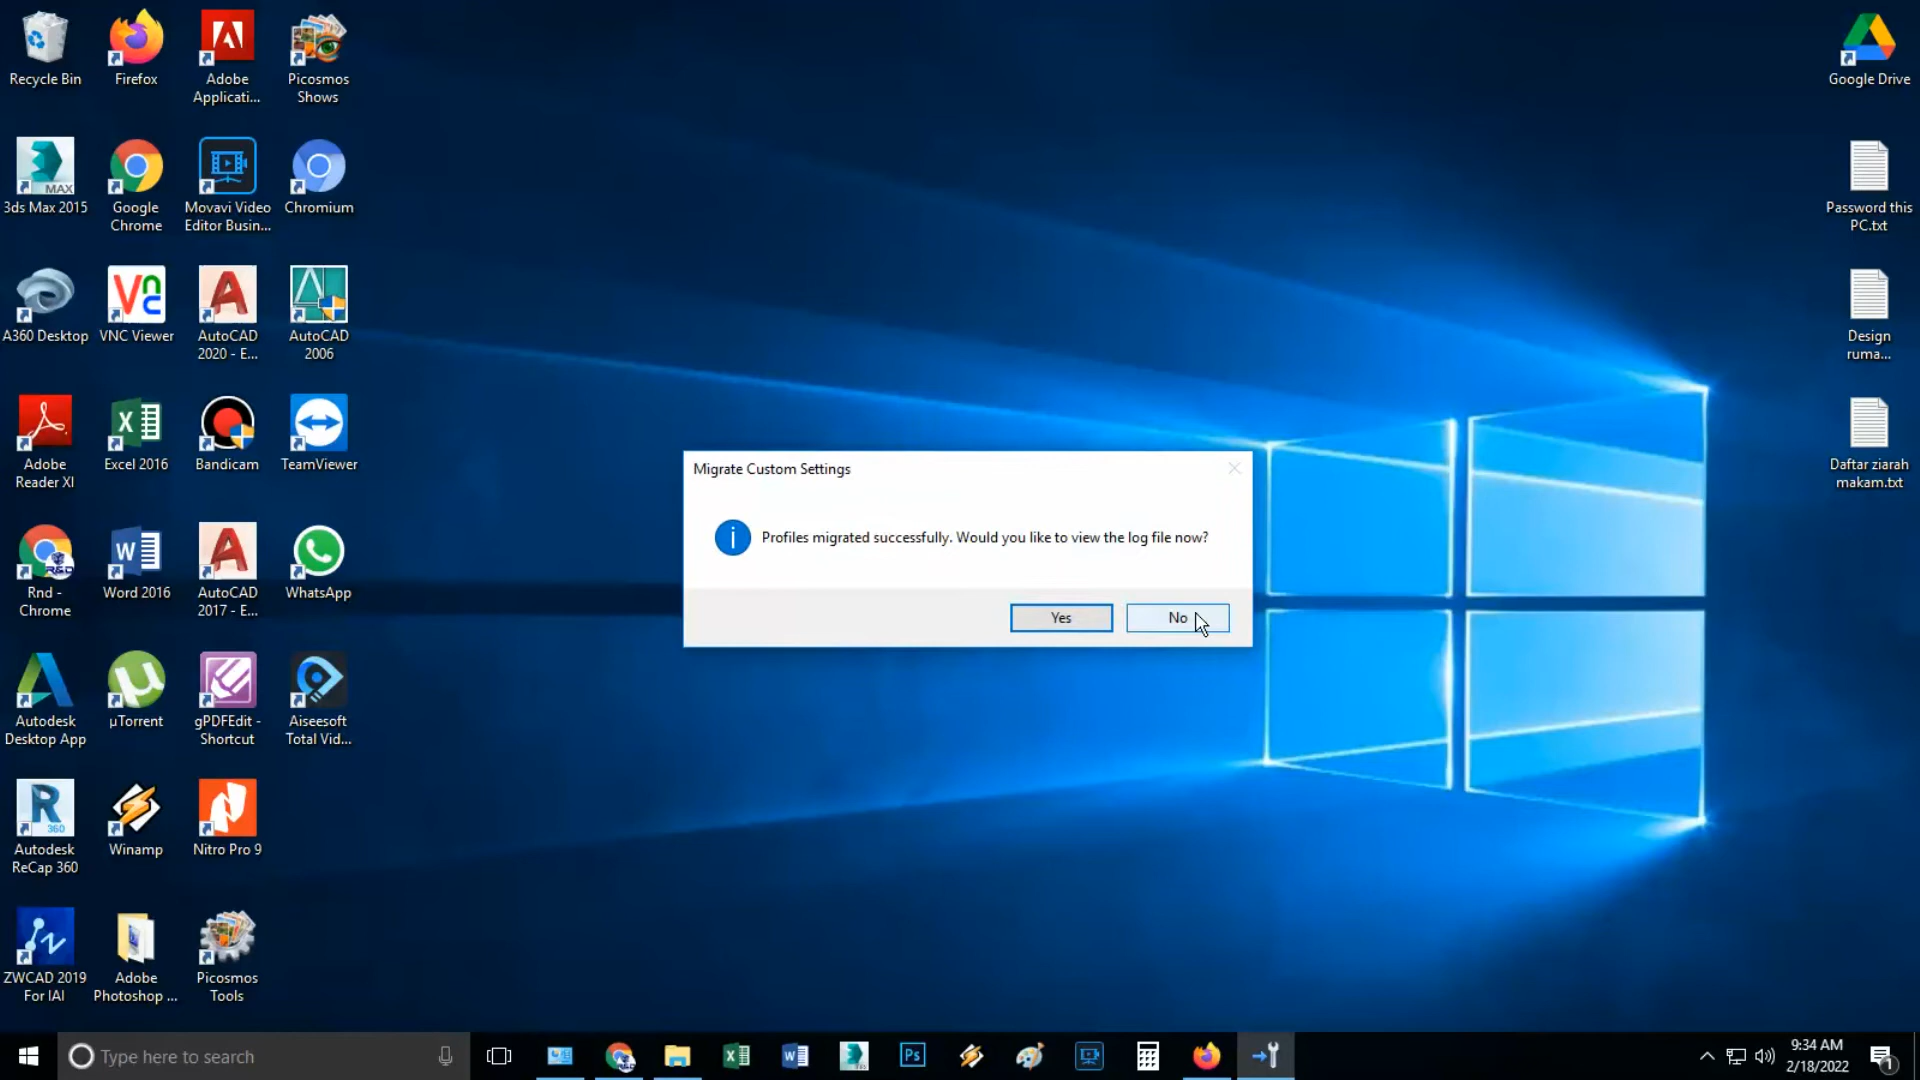 Recycle Bin
Firefox
Adobe
Applicati...
Picosmos
Shows
Google Drive
MAX
3ds Max 2015
Google
Chrome
Movavi Video
Editor Busin...
Chromium
Password this
PC.txt
A360 Desktop
VNC Viewer
AutoCAD
2020 - E...
AutoCAD
2006
Design
ruma...
Adobe
Reader XI
Excel 2016
Bandicam
TeamViewer
Daftar ziarah
makam.txt
Migrate Custom Settings
Profiles migrated successfully. Would you like to view the log file now?
Yes
No
Rnd -
Chrome
Word 2016
AutoCAD
2017 - E...
WhatsApp
Autodesk
Desktop App
µTorrent
gPDFEdit -
Shortcut
Aiseesoft
Total Vid...
360
Autodesk
ReCap 360
Winamp
Nitro Pro 9
ZWCAD 2019
For IAI
Adobe
Photoshop ...
Picosmos
Tools
Type here to search
Ps
9:34 AM
2/18/2022
1